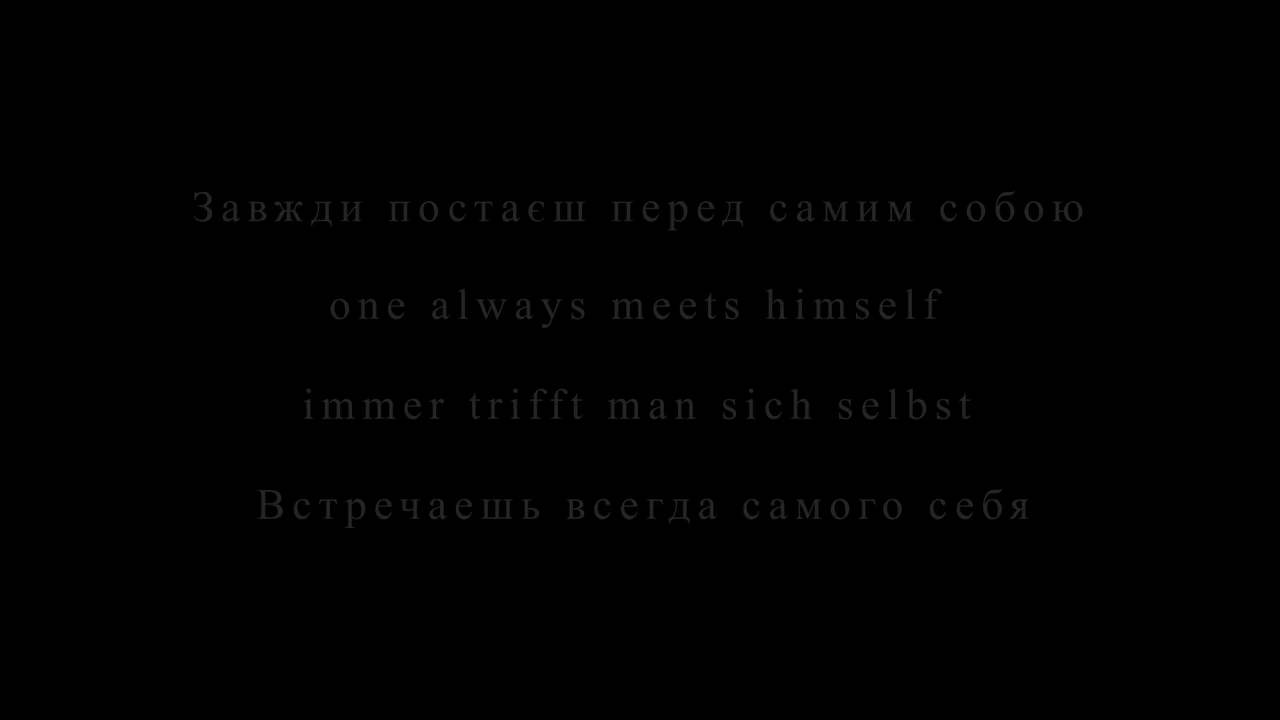 Завжди постаєш перед самим собою
one always meets himself
immer trifft man sich selbst
Встречаешь всегда самого себя